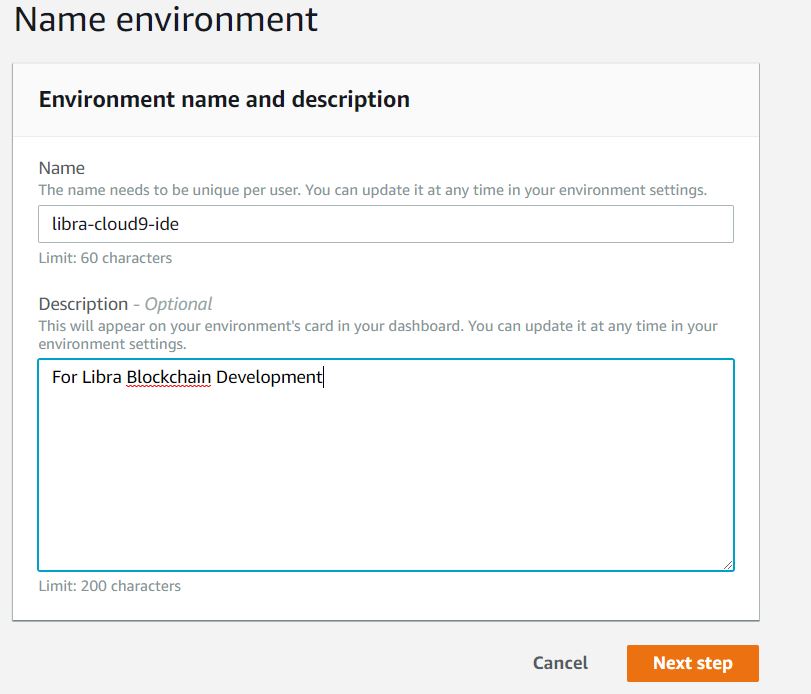 Name environment
Environment name and description
Name
The name needs to be unique per user. You can update it at any time in your environment settings.
libra-cloud9-ide
Limit: 60 characters
Description - Optional
This will appear on your environment's card in your dashboard. You can update it at any time in your
environment settings.
For Libra Blockchain Development
Limit: 200 characters
Cancel Next step